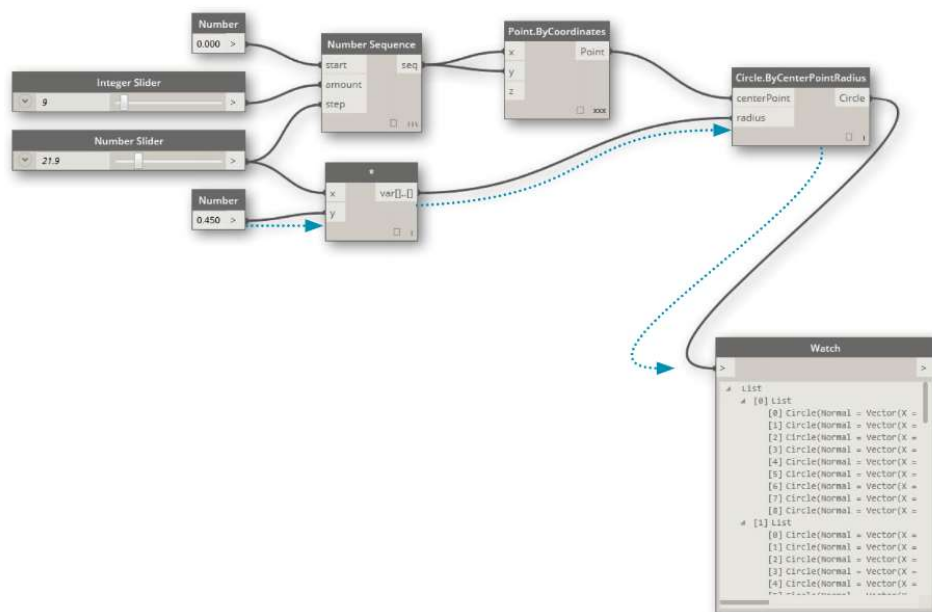 Number
0.000 >
Integer Slider
9 >
Number Slider
21.9 >
Number
0.450 >
Number Sequence
start seq
amount
step
*
x var[]..[]
y
Point.ByCoordinates
x Point
y
z
xxx
Circle.ByCenterPointRadius
centerPoint Circle
radius
Watch
> >
List
[0] List
[0] Circle(Normal = Vector(X =
[1] Circle(Normal = Vector(X =
[2] Circle(Normal = Vector(X =
[3] Circle(Normal = Vector(X =
[4] Circle(Normal = Vector(X =
[5] Circle(Normal = Vector(X =
[6] Circle(Normal = Vector(X =
[7] Circle(Normal = Vector(X =
[8] Circle(Normal = Vector(X =
[1] List
[0] Circle(Normal = Vector(X =
[1] Circle(Normal = Vector(X =
[2] Circle(Normal = Vector(X =
[3] Circle(Normal = Vector(X =
[4] Circle(Normal = Vector(X =